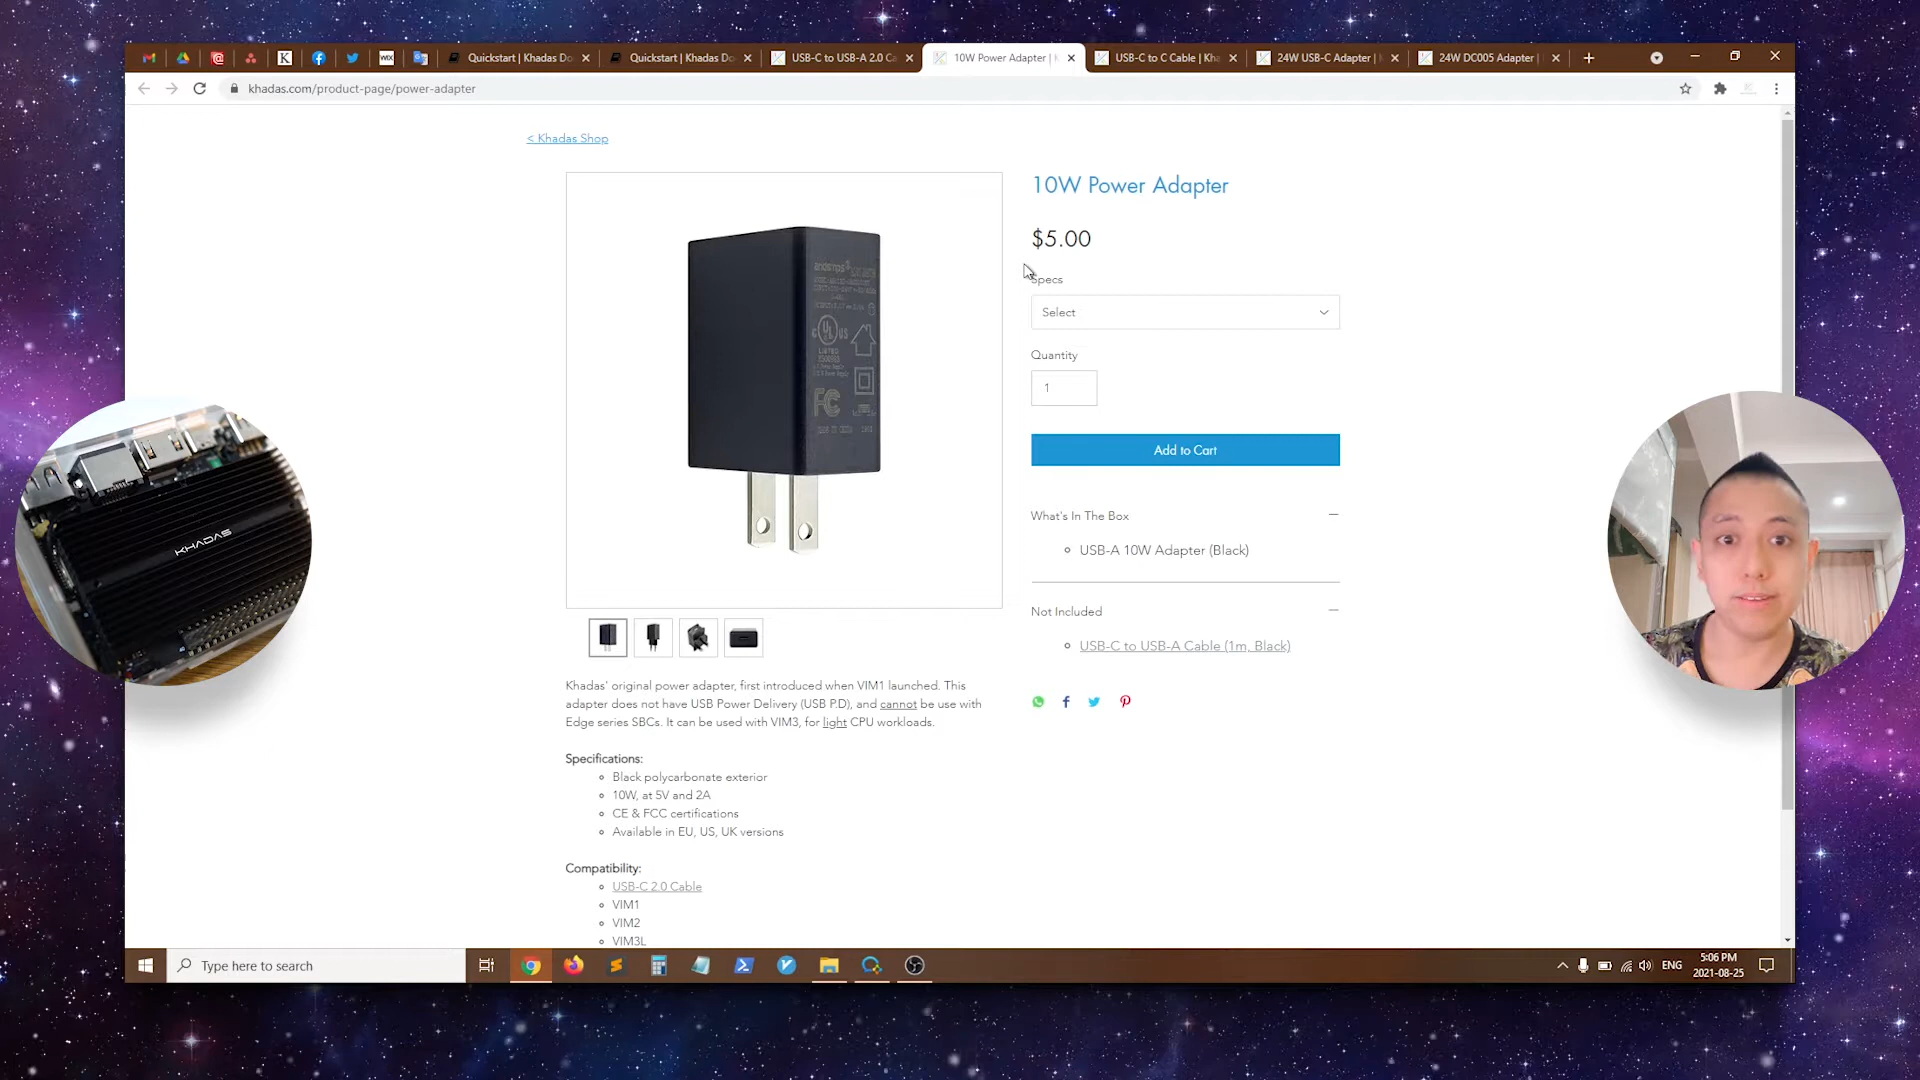 Quickstart | Khadas Do
Quickstart | Khadas Do
USB-C to USB-A 2.0 Ca
10W Power Adapter | K
USB-C to C Cable | Kha
24W USB-C Adapter |
24W DC005 Adapter |
khadas.com/product-page/power-adapter
< Khadas Shop
10W Power Adapter
$5.00
Specs
Select
Quantity
1
Add to Cart
What's In The Box
USB-A 10W Adapter (Black)
Not Included
USB-C to USB-A Cable (1m, Black)
UL
US
LISTED
FC
Khadas' original power adapter, first introduced when VIM1 launched. This
adapter does not have USB Power Delivery (USB P.D), and cannot be use with
Edge series SBCs. It can be used with VIM3, for light CPU workloads.
Specifications:
Black polycarbonate exterior
10W, at 5V and 2A
CE & FCC certifications
Available in EU, US, UK versions
Compatibility:
USB-C 2.0 Cable
VIM1
VIM2
VIM3L
KHADAS
Type here to search
ENG
5:06 PM
2021-08-25